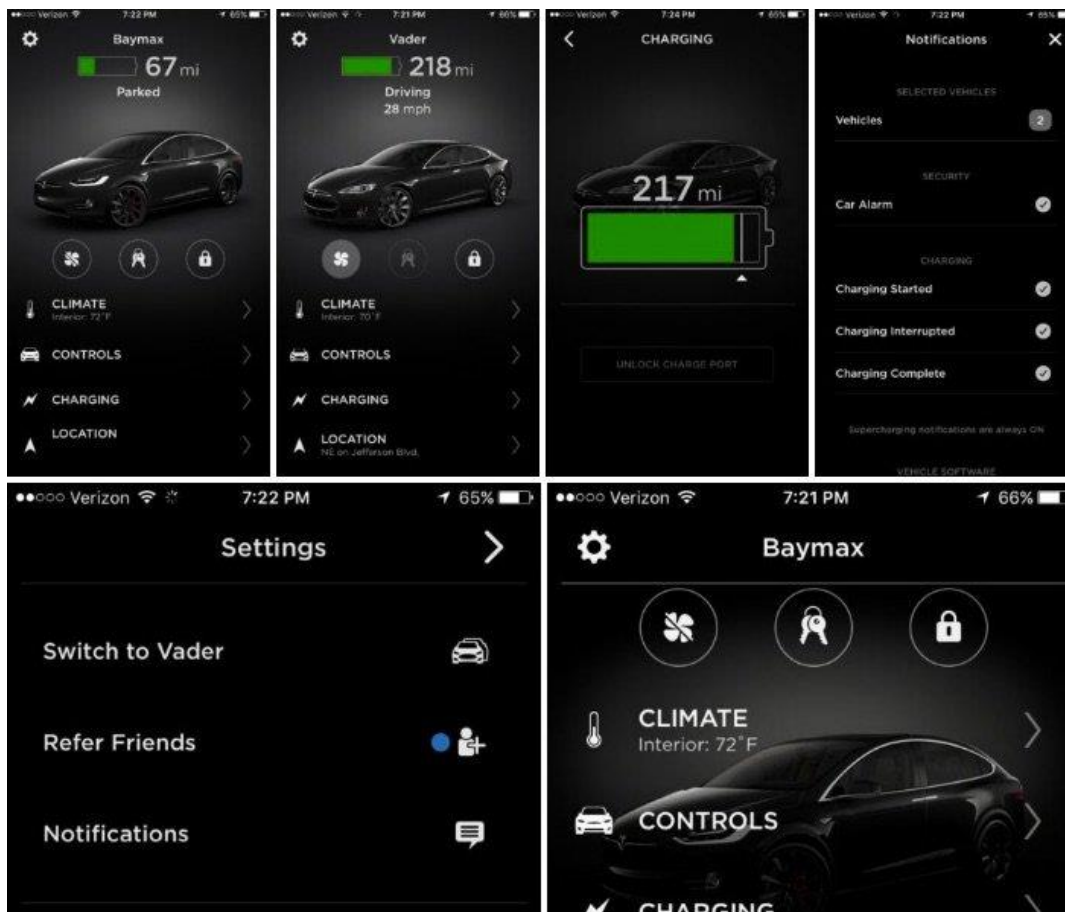 Verizon 7:22 PM 65%
Baymax
67 mi
Parked
CLIMATE
Interior: 72°F
CONTROLS
CHARGING
LOCATION
Verizon 7:21 PM 66%
Vader
218 mi
Driving
28 mph
CLIMATE
Interior: 70°F
CONTROLS
CHARGING
LOCATION
NE on Jefferson Blvd.
Verizon 7:24 PM 65%
CHARGING
217 mi
UNLOCK CHARGE PORT
Verizon 7:22 PM 65%
Notifications
SELECTED VEHICLES
Vehicles 2
SECURITY
Car Alarm
CHARGING
Charging Started
Charging Interrupted
Charging Complete
Supercharging notifications are always ON
VEHICLE SOFTWARE
Verizon 7:22 PM 65%
Settings
Switch to Vader
Refer Friends
Notifications
Verizon 7:21 PM 66%
Baymax
CLIMATE
Interior: 72°F
CONTROLS
CHARGING